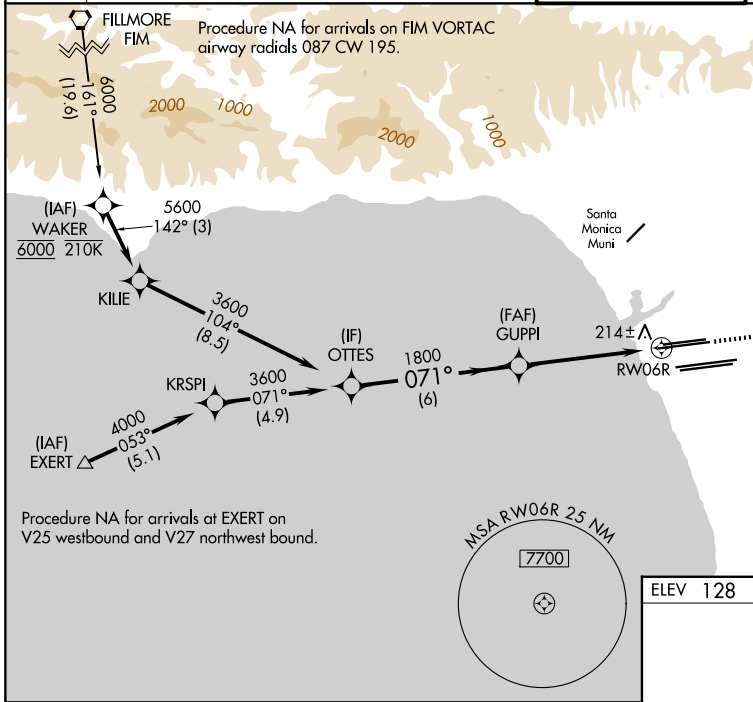 FILLMORE
FIM
Procedure NA for arrivals on FIM VORTAC
airway radials 087 CW 195.
6000
161°
(19.6)
2000
1000
2000
1000
(IAF)
WAKER
6000 210K
5600
142° (3)
Santa
Monica
Muni
KILIE
3600
104°
(8.5)
(IF)
OTTES
(FAF)
GUPPI
214±
RW06R
1800
071°
(6)
KRSPI
3600
071°
(4.9)
4000
053°
(5.1)
(IAF)
EXERT
Procedure NA for arrivals at EXERT on
V25 westbound and V27 northwest bound.
MSA RW06R 25 NM
7700
ELEV 128